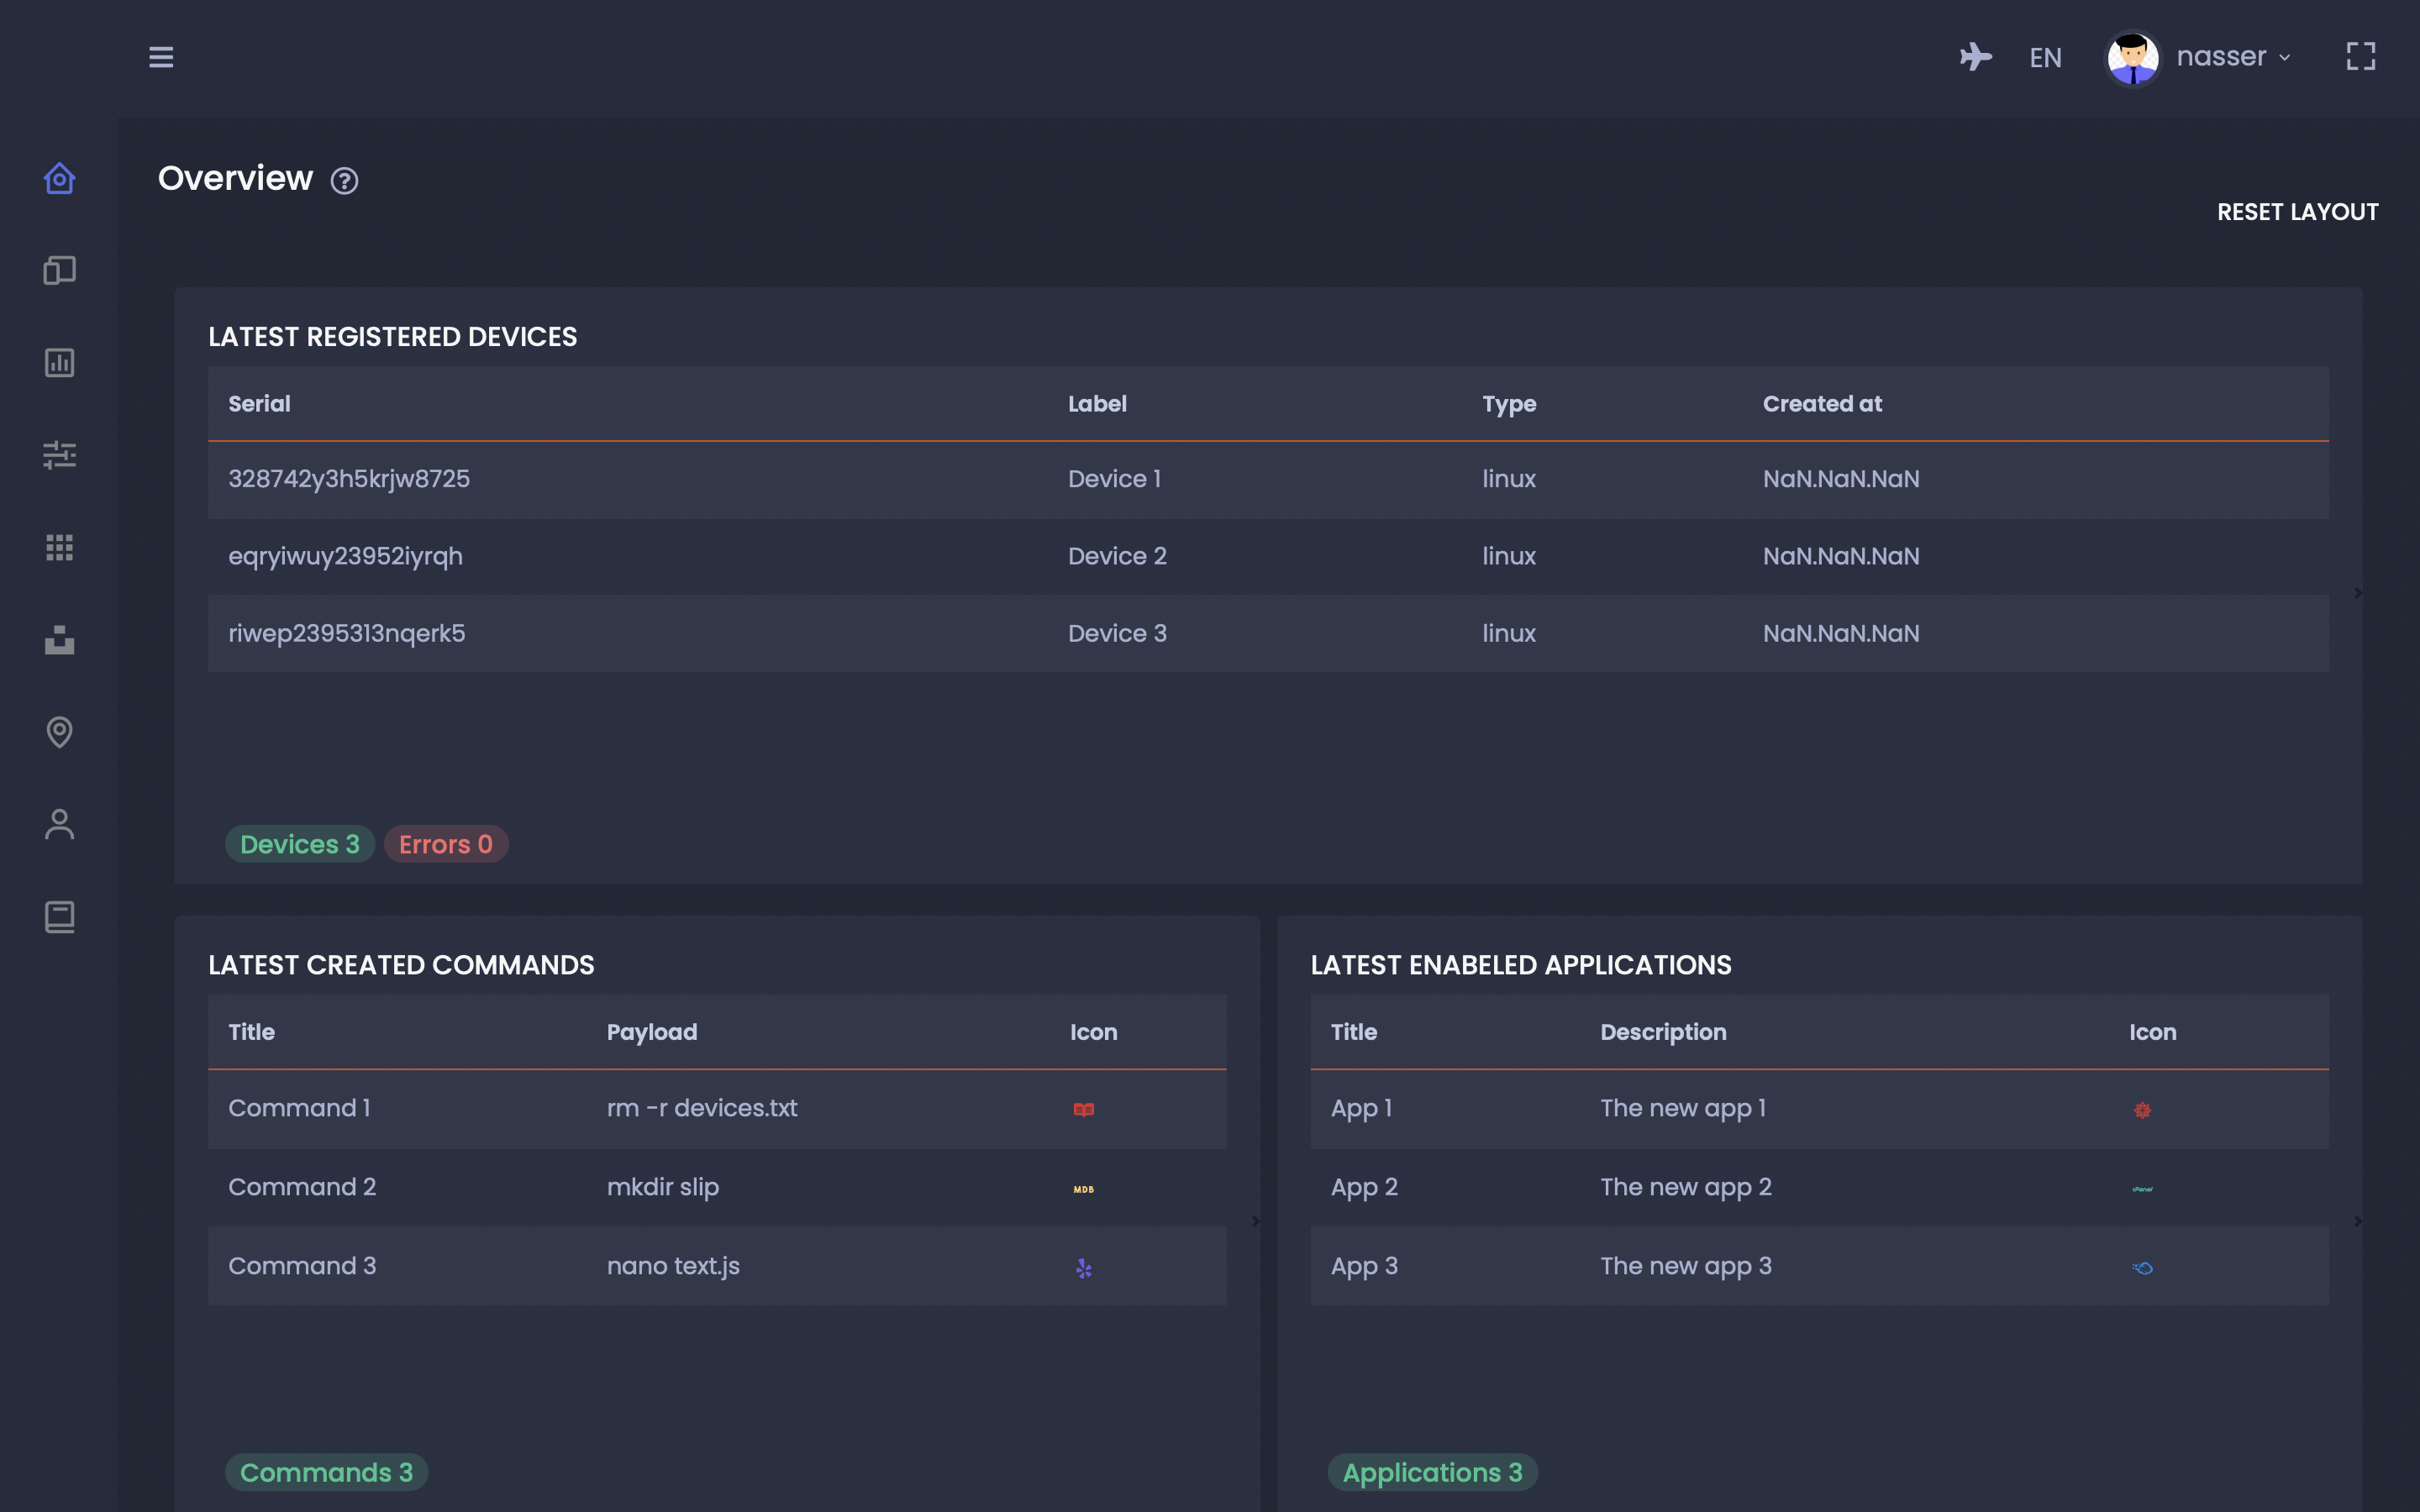 EN nasser
Overview
RESET LAYOUT
LATEST REGISTERED DEVICES
Serial Label Type Created at
328742y3h5krjw8725 Device 1 linux NaN.NaN.NaN
eqryiwuy23952iyrqh Device 2 linux NaN.NaN.NaN
riwep2395313nqerk5 Device 3 linux NaN.NaN.NaN
Devices 3 Errors 0
LATEST CREATED COMMANDS
Title Payload Icon
Command 1 rm -r devices.txt
Command 2 mkdir slip MDB
Command 3 nano text.js
Commands 3
LATEST ENABELED APPLICATIONS
Title Description Icon
App 1 The new app 1
App 2 The new app 2 cPanel
App 3 The new app 3
Applications 3